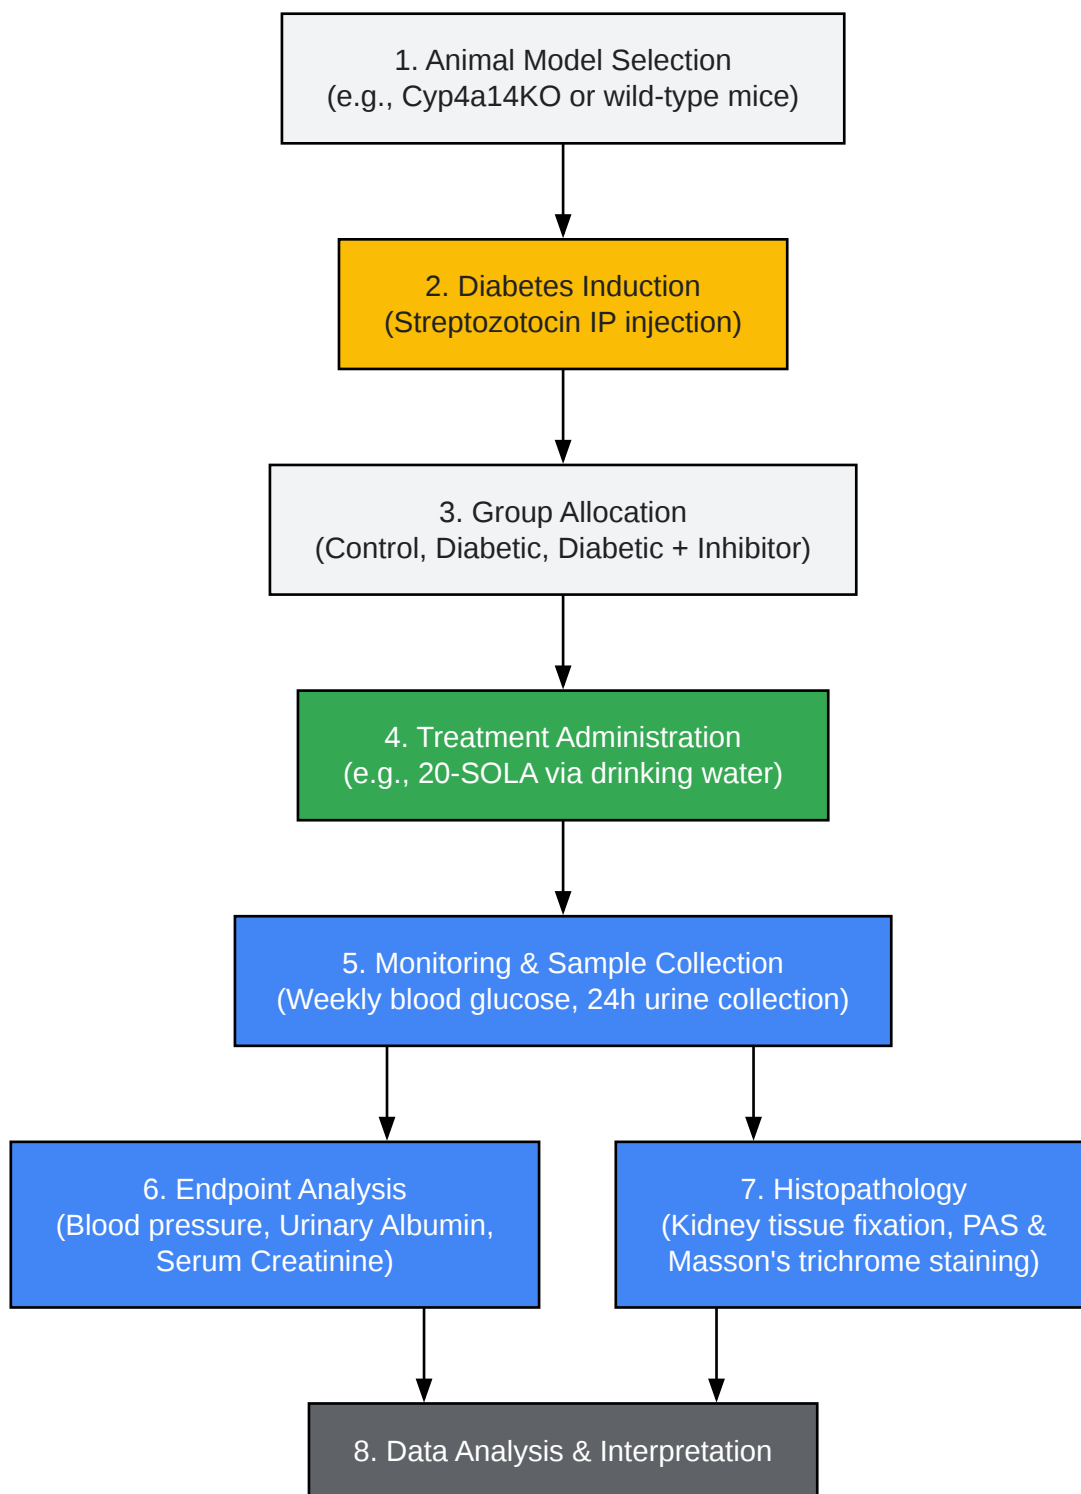 1. Animal Model Selection
(e.g., Cyp4a14KO or wild-type mice)
2. Diabetes Induction
(Streptozotocin IP injection)
3. Group Allocation
(Control, Diabetic, Diabetic + Inhibitor)
4. Treatment Administration
(e.g., 20-SOLA via drinking water)
5. Monitoring & Sample Collection
(Weekly blood glucose, 24h urine collection)
6. Endpoint Analysis
(Blood pressure, Urinary Albumin,
Serum Creatinine)
7. Histopathology
(Kidney tissue fixation, PAS &
Masson's trichrome staining)
8. Data Analysis & Interpretation